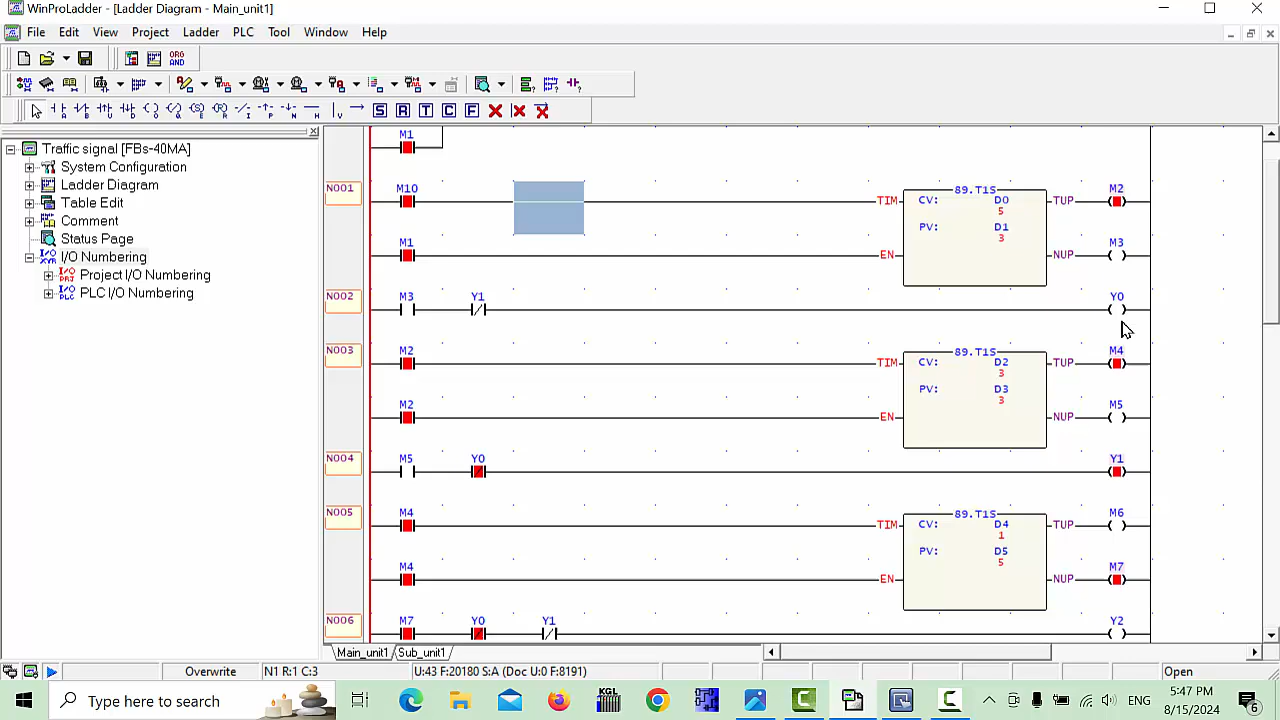 WinProLadder - [Ladder Diagram - Main_unit1]
File Edit View Project Ladder PLC Tool Window Help
ORG AND
A B U D O Q S R I P N H V S R T C F
Traffic signal [FBs-40MA]
System Configuration
Ladder Diagram
Table Edit
Comment
Status Page
I/O Numbering
Project I/O Numbering
PLC I/O Numbering
M1
N001 M10 89.T1S M2
TIM CV: D0 TUP
5
PV: D1
3
M1 M3
EN NUP
N002 M3 Y1 Y0
N003 M2 89.T1S M4
TIM CV: D2 TUP
3
PV: D3
3
M2 M5
EN NUP
N004 M5 Y0 Y1
N005 M4 89.T1S M6
TIM CV: D4 TUP
1
PV: D5
5
M4 M7
EN NUP
N006 M7 Y0 Y1 Y2
Main_unit1 Sub_unit1
Overwrite N1 R:1 C:3 U:43 F:20180 S:A (Doc U:0 F:8191) Open
Type here to search KGL ENG 5:47 PM
8/15/2024 6